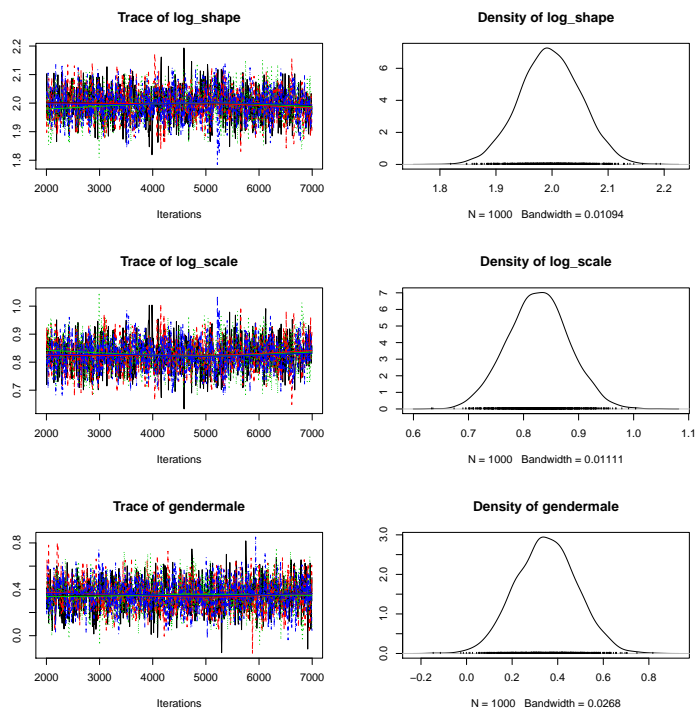 Trace of log_shape
1.8 1.9 2.0 2.1 2.2
2000 3000 4000 5000 6000 7000
Iterations
Density of log_shape
0 2 4 6
1.8 1.9 2.0 2.1 2.2
N = 1000 Bandwidth = 0.01094
Trace of log_scale
0.7 0.8 0.9 1.0
2000 3000 4000 5000 6000 7000
Iterations
Density of log_scale
0 1 2 3 4 5 6 7
0.6 0.7 0.8 0.9 1.0 1.1
N = 1000 Bandwidth = 0.01111
Trace of gendermale
0.0 0.4 0.8
2000 3000 4000 5000 6000 7000
Iterations
Density of gendermale
0.0 1.0 2.0 3.0
−0.2 0.0 0.2 0.4 0.6 0.8
N = 1000 Bandwidth = 0.0268